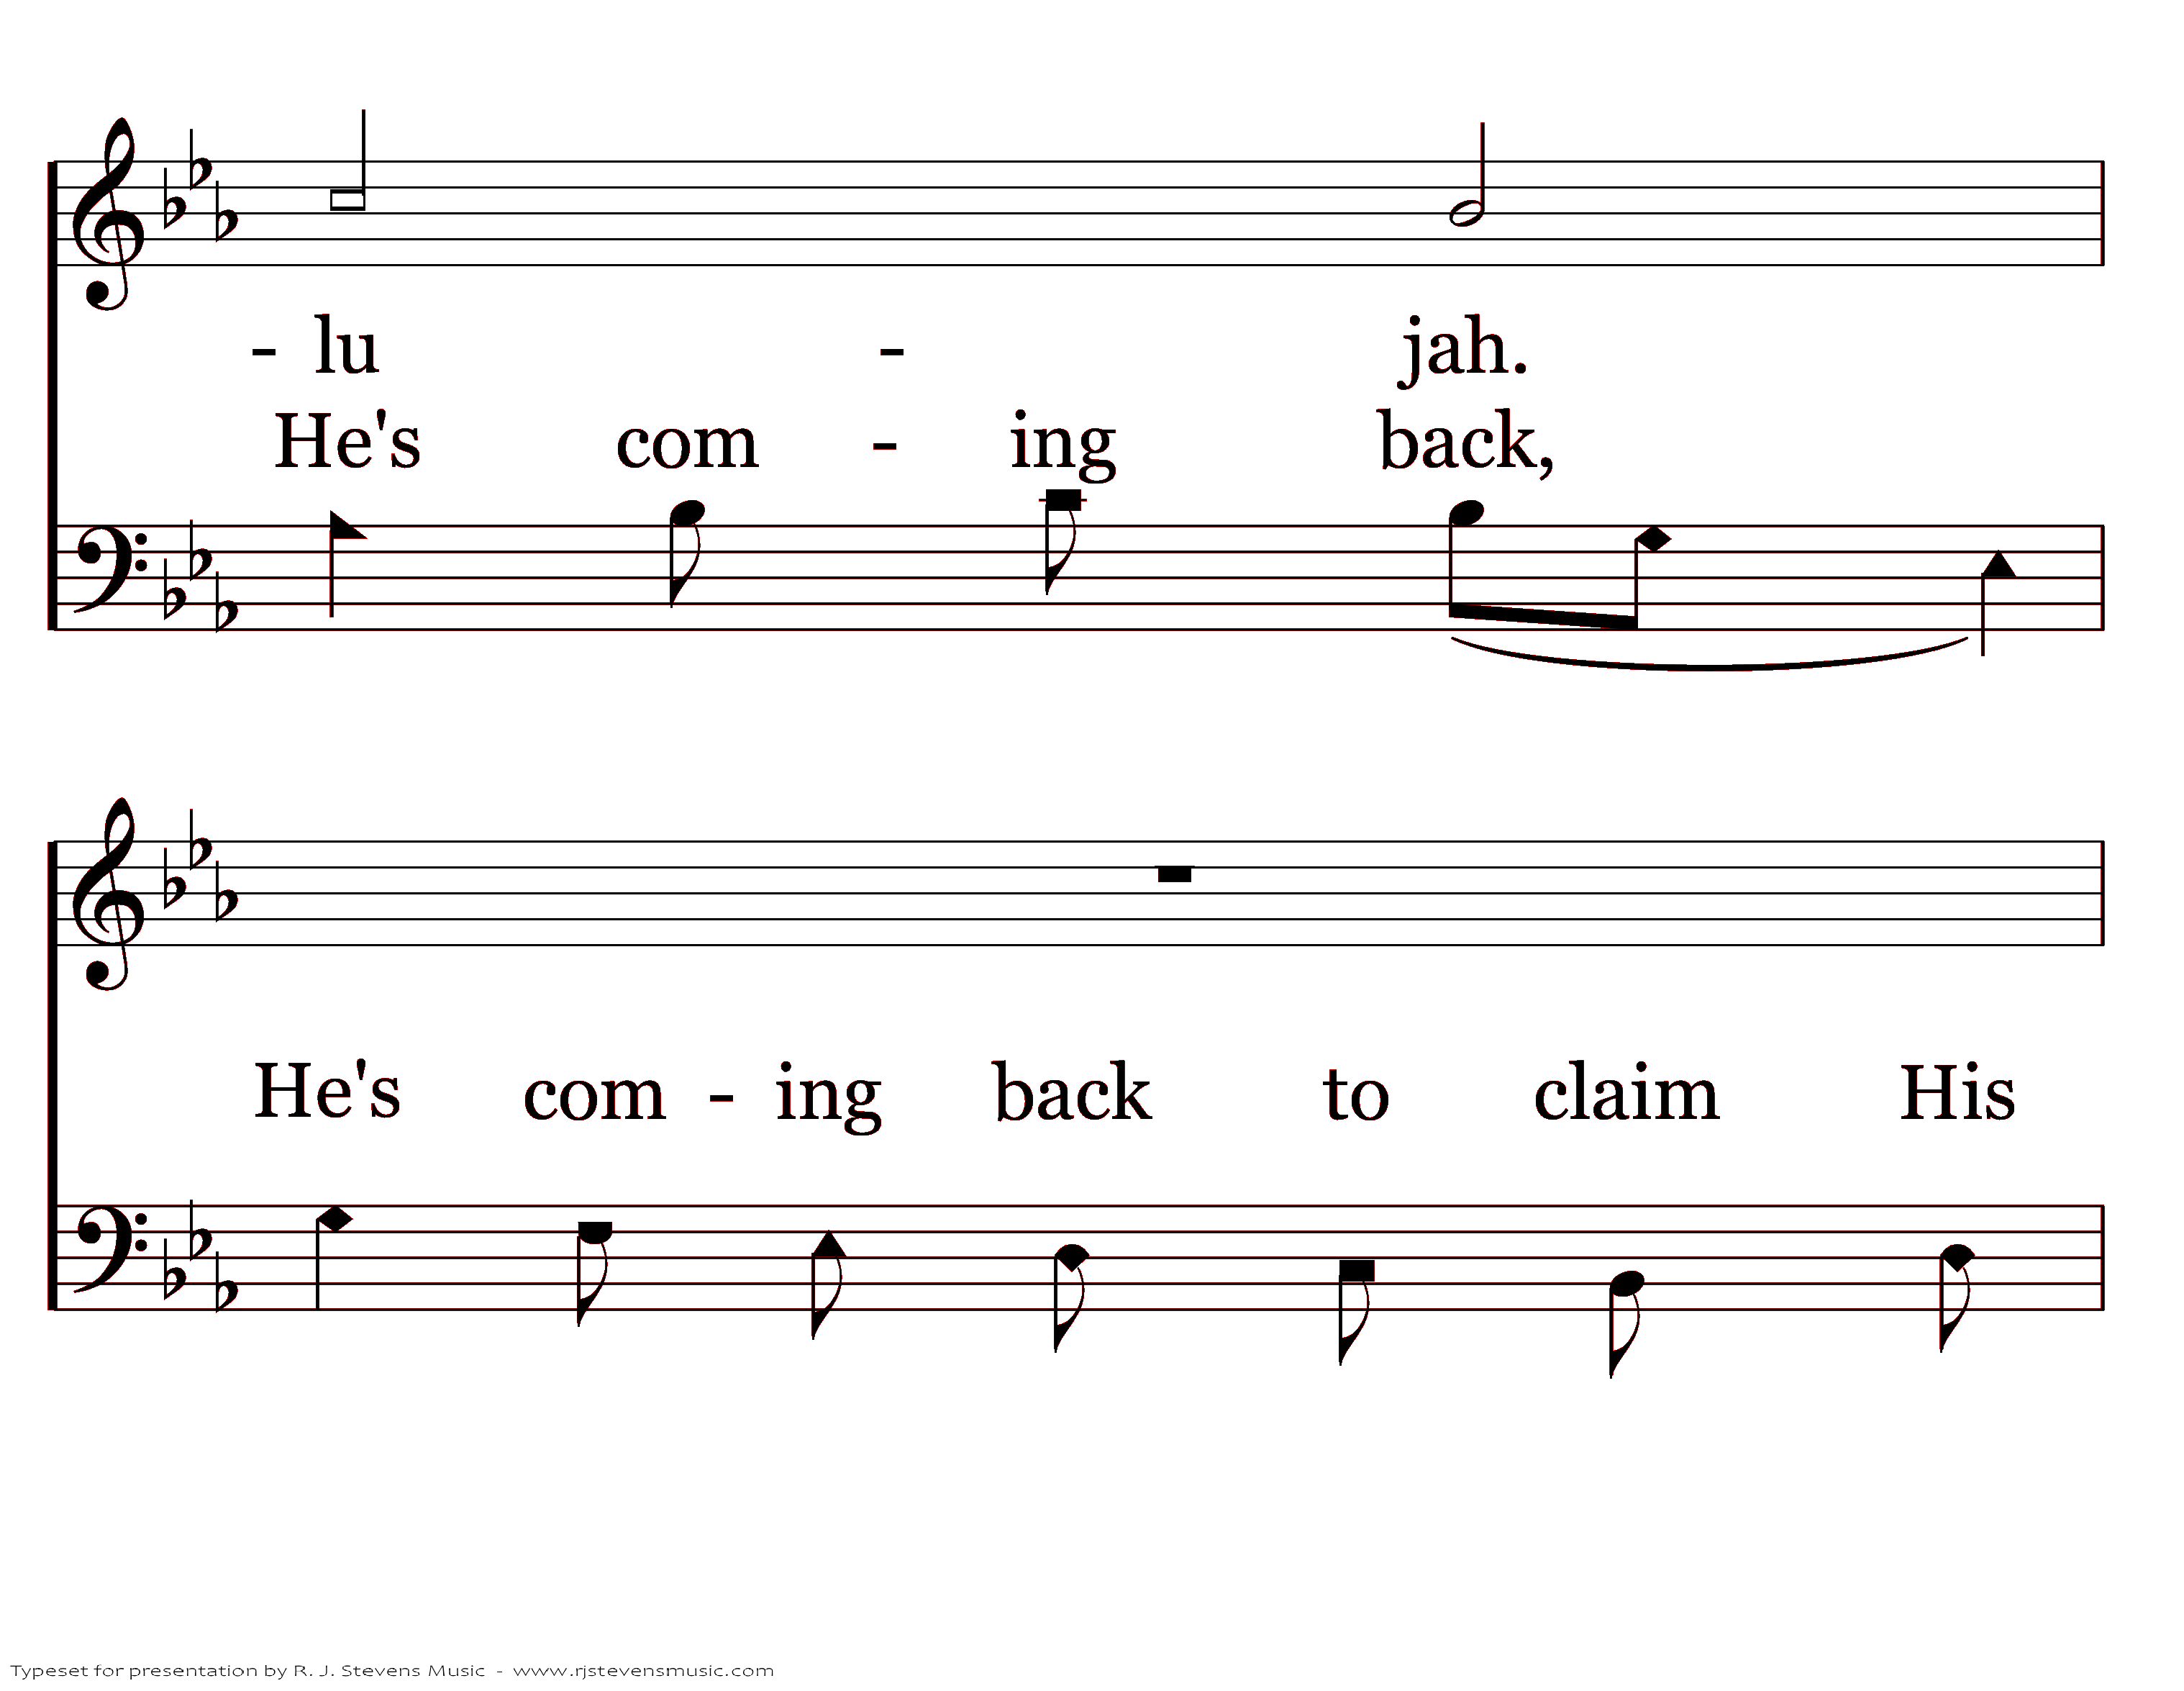 - lu - jah.
He's com - ing back,
He's com - ing back to claim His
Typeset for presentation by R. J. Stevens Music - www.rjstevensmusic.com